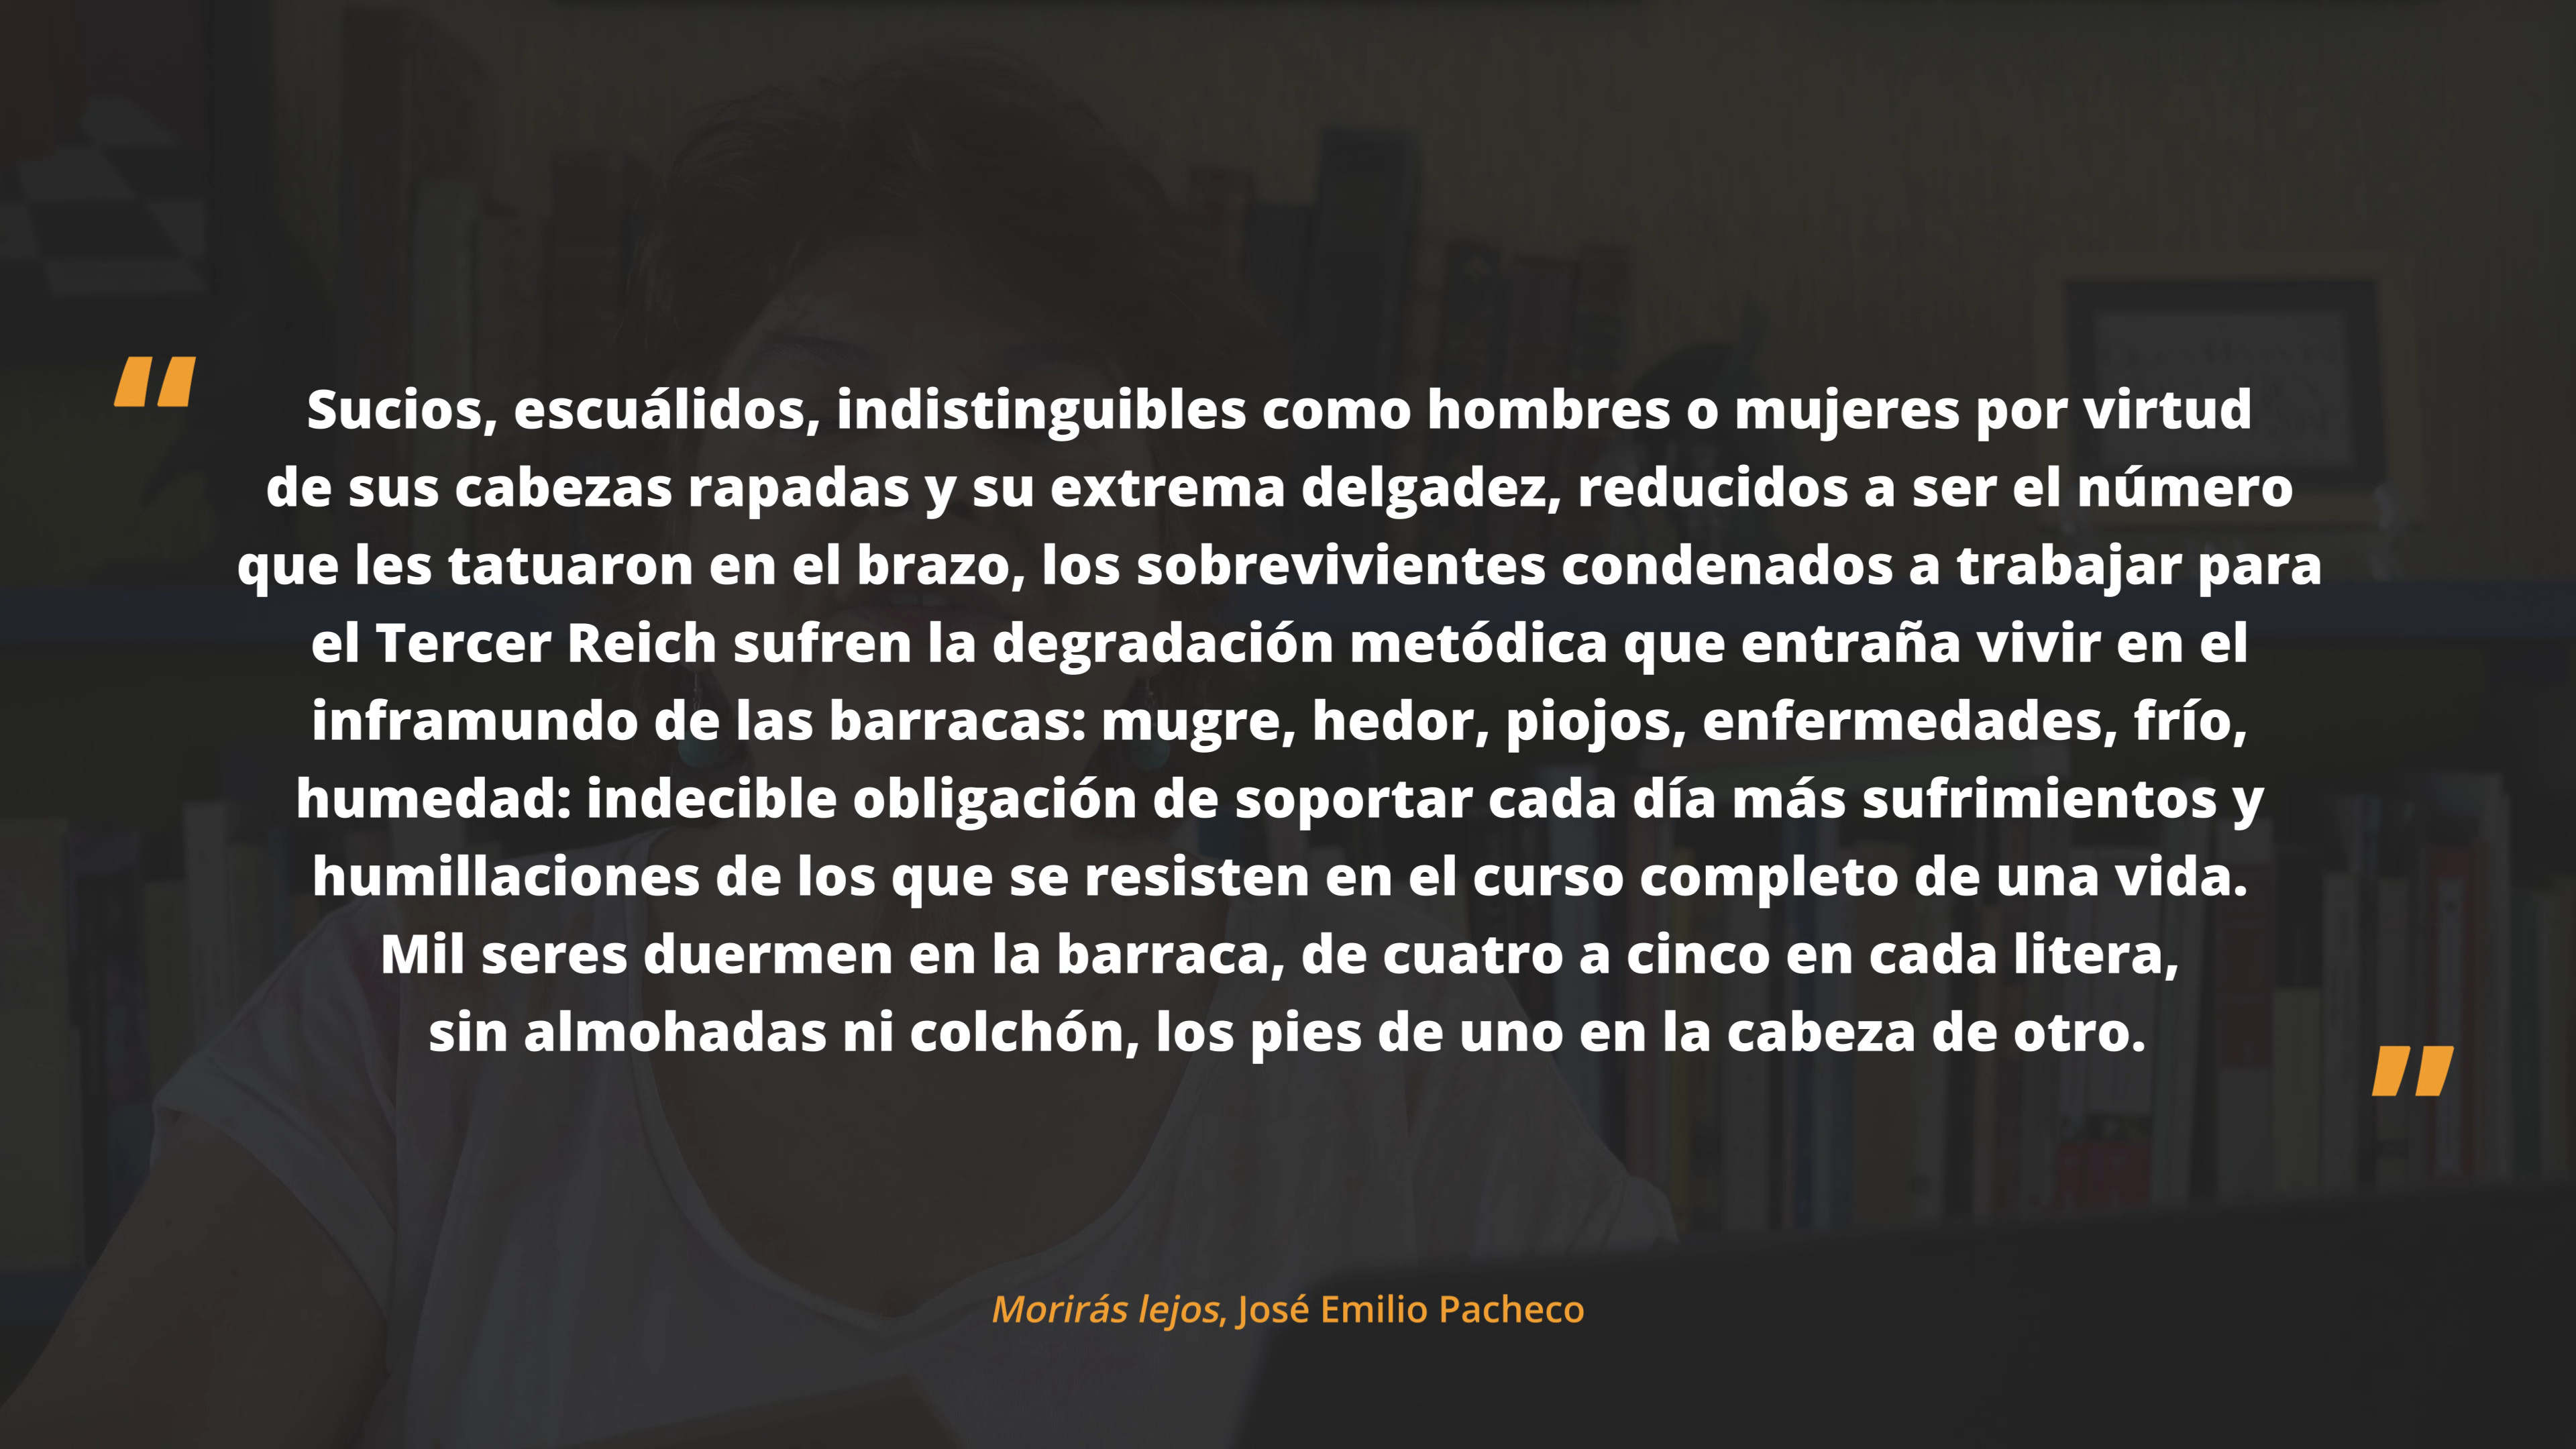 “
Sucios, escuálidos, indistinguibles como hombres o mujeres por virtud
de sus cabezas rapadas y su extrema delgadez, reducidos a ser el número
que les tatuaron en el brazo, los sobrevivientes condenados a trabajar para
el Tercer Reich sufren la degradación metódica que entraña vivir en el
inframundo de las barracas: mugre, hedor, piojos, enfermedades, frío,
humedad: indecible obligación de soportar cada día más sufrimientos y
humillaciones de los que se resisten en el curso completo de una vida.
Mil seres duermen en la barraca, de cuatro a cinco en cada litera,
sin almohadas ni colchón, los pies de uno en la cabeza de otro.
”
Morirás lejos, José Emilio Pacheco